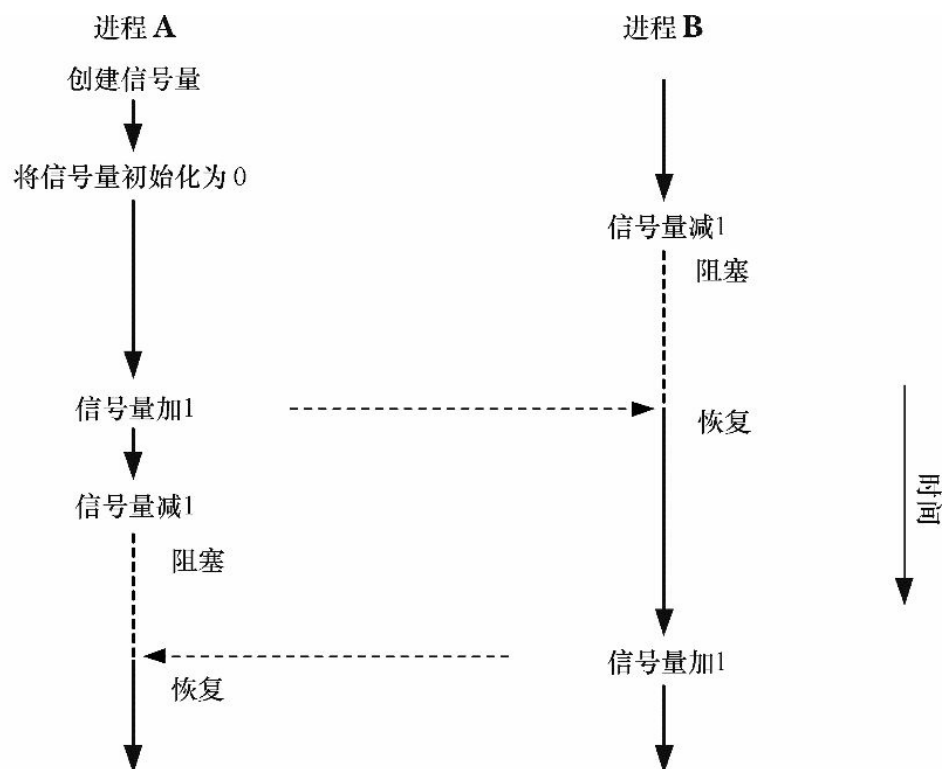 进程 A
进程 B
创建信号量
将信号量初始化为 0
信号量减1
阻塞
信号量加1
恢复
信号量减1
时间
阻塞
信号量加1
恢复